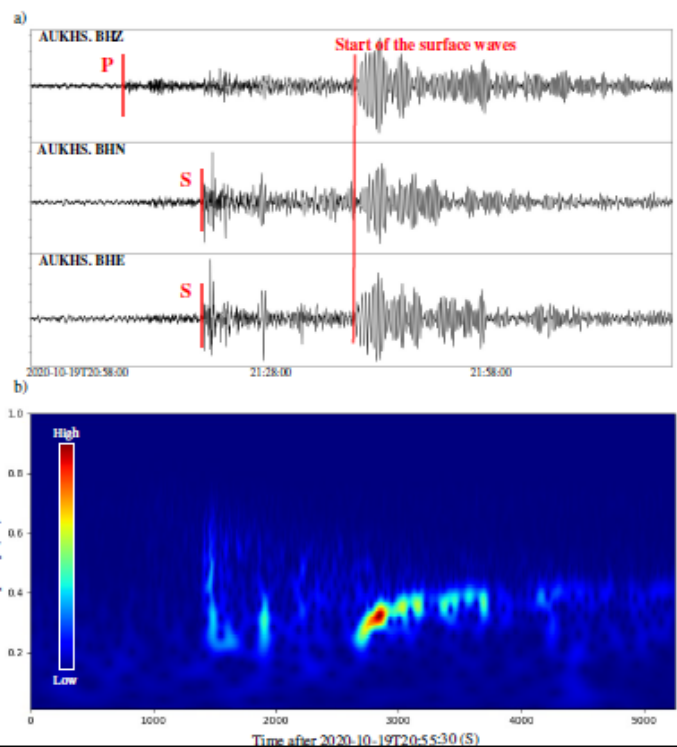 a)
AUKHS. BHZ
Start of the surface waves
P
AUKHS. BHN
S
AUKHS. BHE
S
2020-10-19T20:58:00 21:28:00 21:58:00
b)
1.0
High
0.8
0.6
0.4
0.2
Low
0 1000 2000 3000 4000 5000
Time after 2020-10-19T20:55:30 (S)